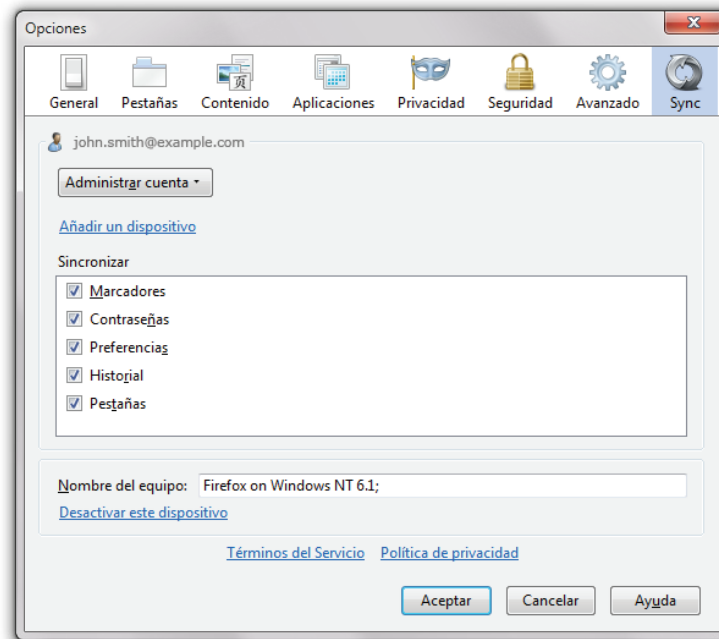 Opciones
General Pestañas Contenido Aplicaciones Privacidad Seguridad Avanzado Sync
john.smith@example.com
Administrar cuenta
Añadir un dispositivo
Sincronizar
Marcadores
Contraseñas
Preferencias
Historial
Pestañas
Nombre del equipo: Firefox on Windows NT 6.1;
Desactivar este dispositivo
Términos del Servicio Política de privacidad
Aceptar Cancelar Ayuda